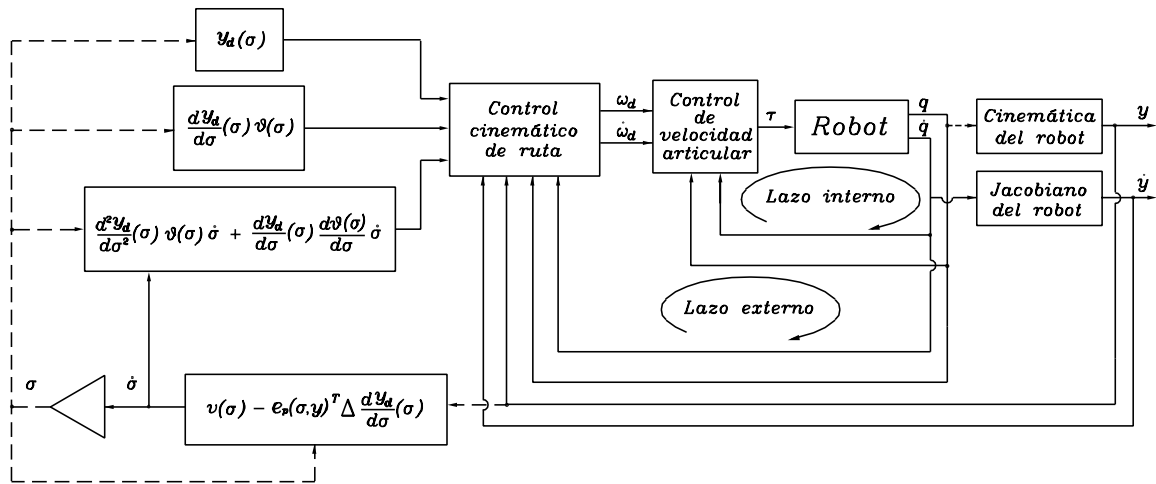 y_d(σ)
dy_d/dσ (σ) ϑ(σ)
d²y_d/dσ² (σ) ϑ(σ) σ̇ + dy_d/dσ (σ) dϑ(σ)/dσ σ̇
σ
σ̇
υ(σ) − e_p(σ,y)^T Δ dy_d/dσ (σ)
Control
cinemático
de ruta
ω_d
ω̇_d
Control
de
velocidad
articular
τ
Robot
q
q̇
Cinemática
del robot
y
Jacobiano
del robot
ẏ
Lazo interno
Lazo externo